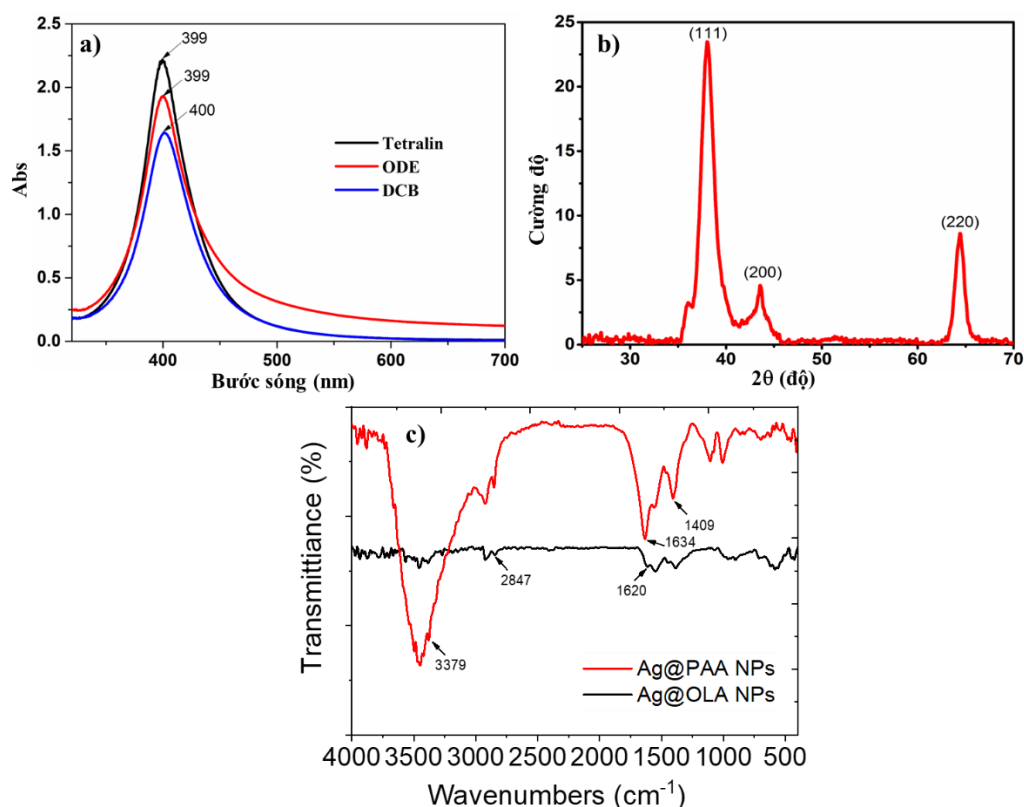 a)
399
399
400
Tetralin
ODE
DCB
Abs
2.5
2.0
1.5
1.0
0.5
0.0
400
500
600
700
Bước sóng (nm)
b)
(111)
(200)
(220)
Cường độ
25
20
15
10
5
0
30
40
50
60
70
2θ (độ)
c)
1409
1634
2847
1620
3379
Ag@PAA NPs
Ag@OLA NPs
Transmittiance (%)
4000 3500 3000 2500 2000 1500 1000 500
Wavenumbers (cm⁻¹)